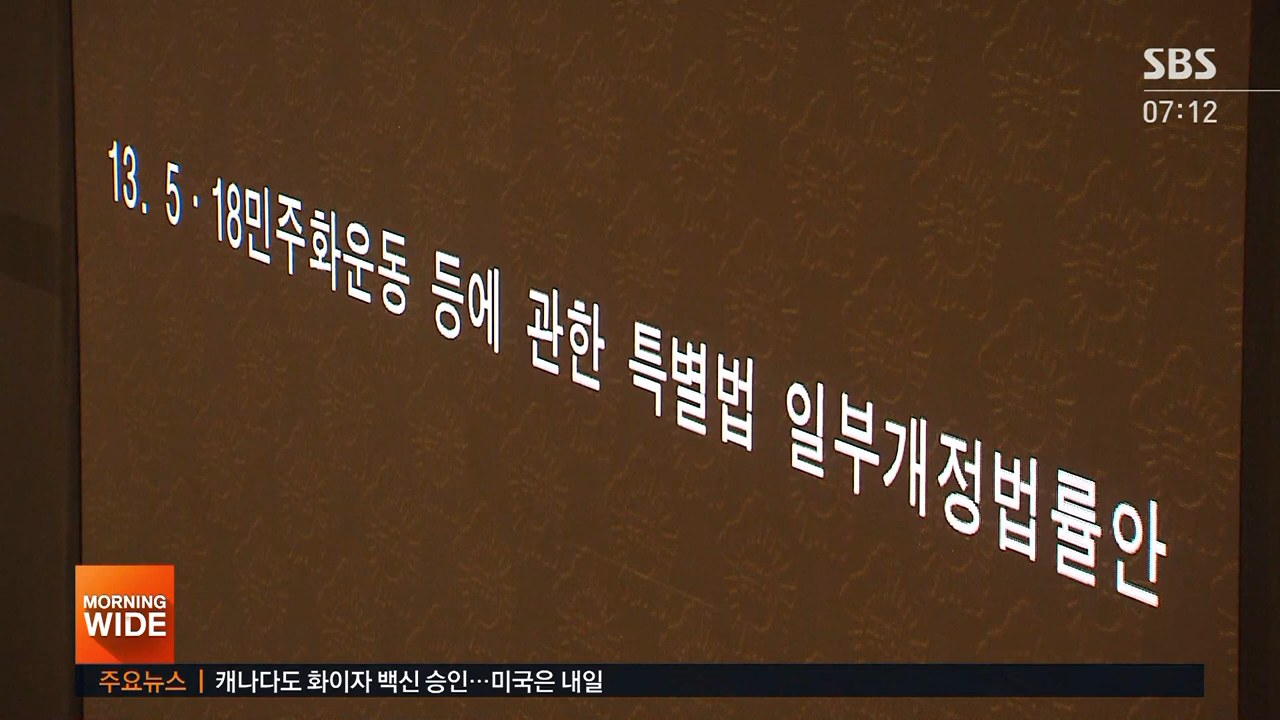 SBS
07:12
13. 5·18민주화운동 등에 관한 특별법 일부개정법률안
MORNING
WIDE
주요뉴스 | 캐나다도 화이자 백신 승인…미국은 내일